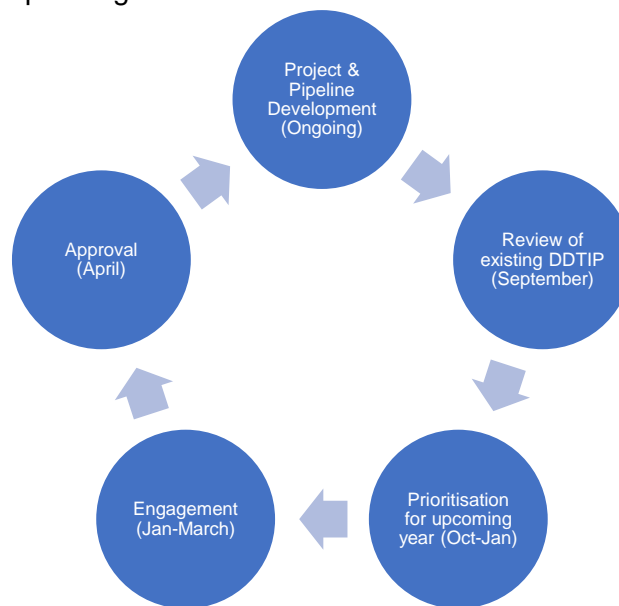 Project &
Pipeline
Development
(Ongoing)
Review of
existing DDTIP
(September)
Prioritisation
for upcoming
year (Oct-Jan)
Engagement
(Jan-March)
Approval
(April)